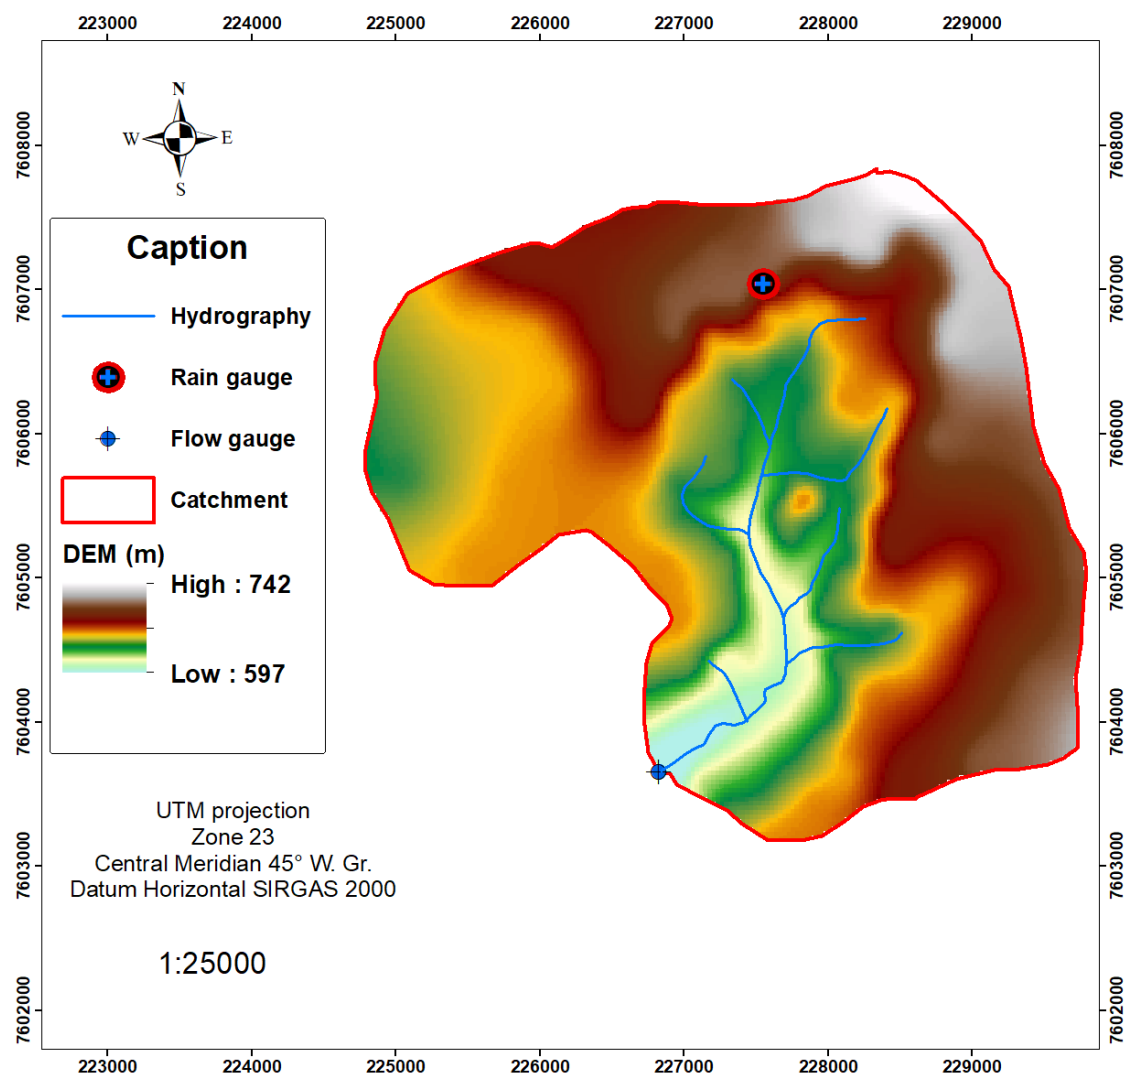 223000 224000 225000 226000 227000 228000 229000
N
W E
S
7608000 7608000
7607000 7607000
7606000 7606000
7605000 7605000
7604000 7604000
7603000 7603000
7602000 7602000
Caption
Hydrography
Rain gauge
Flow gauge
Catchment
DEM (m)
High : 742
Low : 597
UTM projection
Zone 23
Central Meridian 45° W. Gr.
Datum Horizontal SIRGAS 2000
1:25000
223000 224000 225000 226000 227000 228000 229000